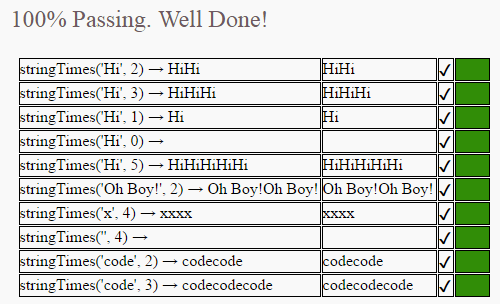 100% Passing. Well Done!
stringTimes('Hi', 2) → HiHi HiHi ✓
stringTimes('Hi', 3) → HiHiHi HiHiHi ✓
stringTimes('Hi', 1) → Hi Hi ✓
stringTimes('Hi', 0) → ✓
stringTimes('Hi', 5) → HiHiHiHiHi HiHiHiHiHi ✓
stringTimes('Oh Boy!', 2) → Oh Boy!Oh Boy! Oh Boy!Oh Boy! ✓
stringTimes('x', 4) → xxxx xxxx ✓
stringTimes('', 4) → ✓
stringTimes('code', 2) → codecode codecode ✓
stringTimes('code', 3) → codecodecode codecodecode ✓